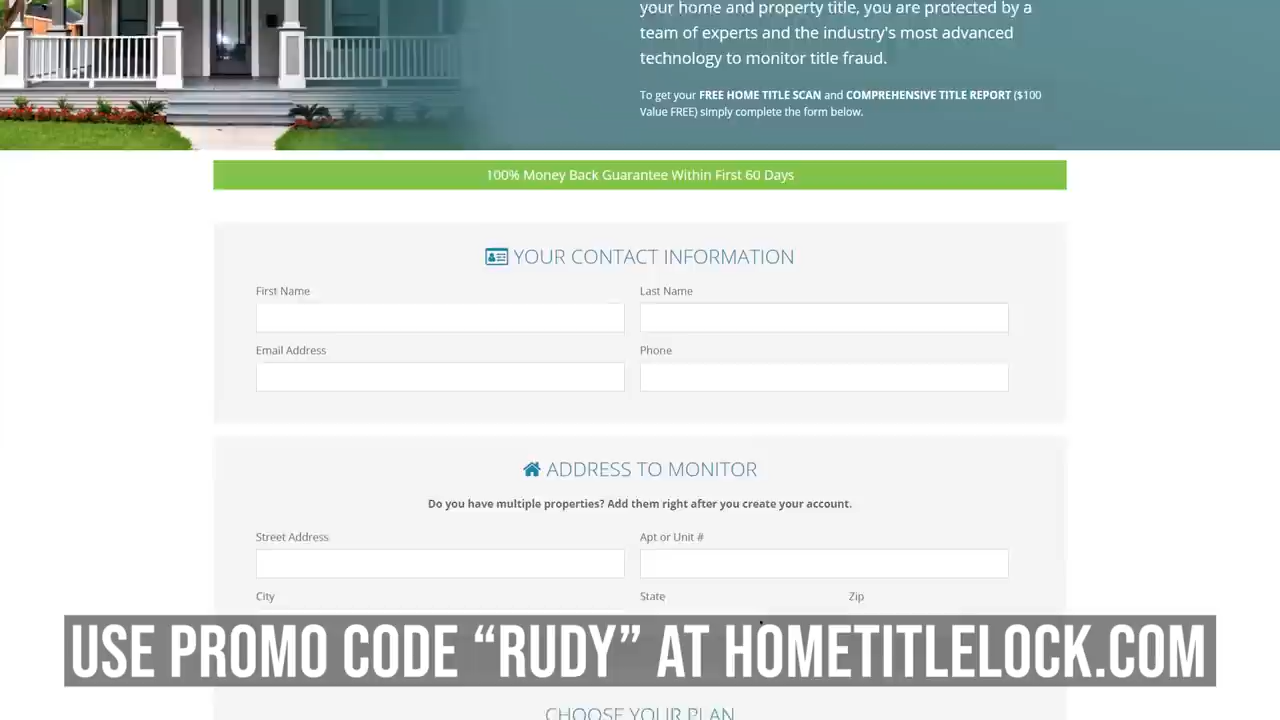 your home and property title, you are protected by a
team of experts and the industry's most advanced
technology to monitor title fraud.
To get your FREE HOME TITLE SCAN and COMPREHENSIVE TITLE REPORT ($100
Value FREE) simply complete the form below.
100% Money Back Guarantee Within First 60 Days
YOUR CONTACT INFORMATION
First Name
Last Name
Email Address
Phone
ADDRESS TO MONITOR
Do you have multiple properties? Add them right after you create your account.
Street Address
Apt or Unit #
City
State
Zip
USE PROMO CODE “RUDY” AT HOMETITLELOCK.COM
CHOOSE YOUR PLAN